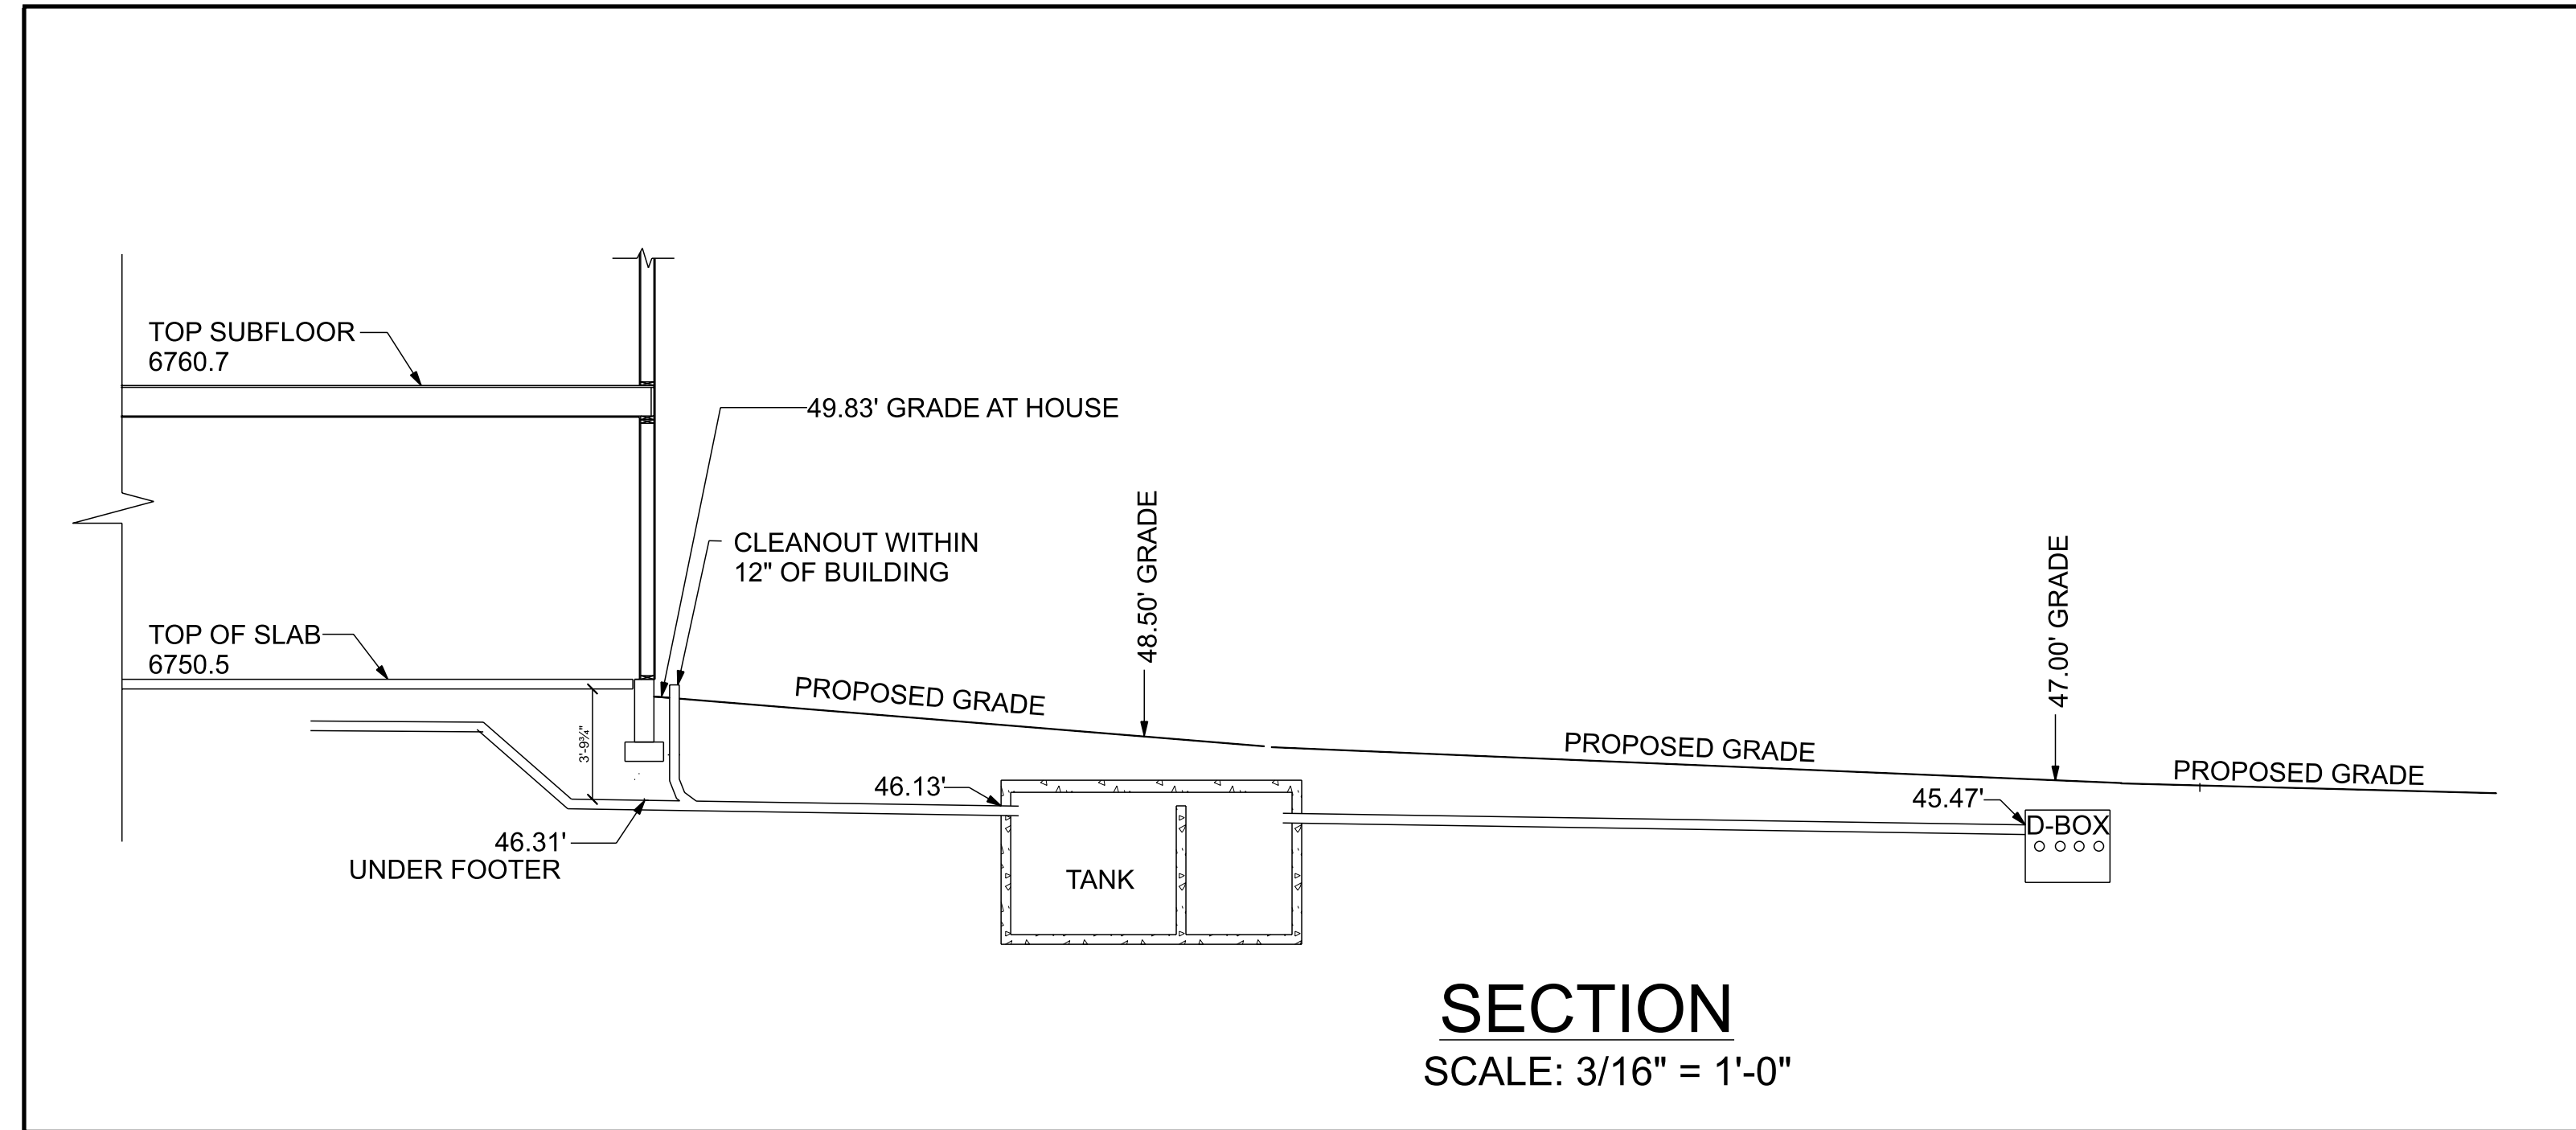 TOP SUBFLOOR
6760.7
49.83' GRADE AT HOUSE
CLEANOUT WITHIN
12" OF BUILDING
48.50' GRADE
47.00' GRADE
TOP OF SLAB
6750.5
PROPOSED GRADE
PROPOSED GRADE
PROPOSED GRADE
3'-9¾"
46.13'
45.47'
D-BOX
46.31'
UNDER FOOTER
TANK
SECTION
SCALE: 3/16" = 1'-0"